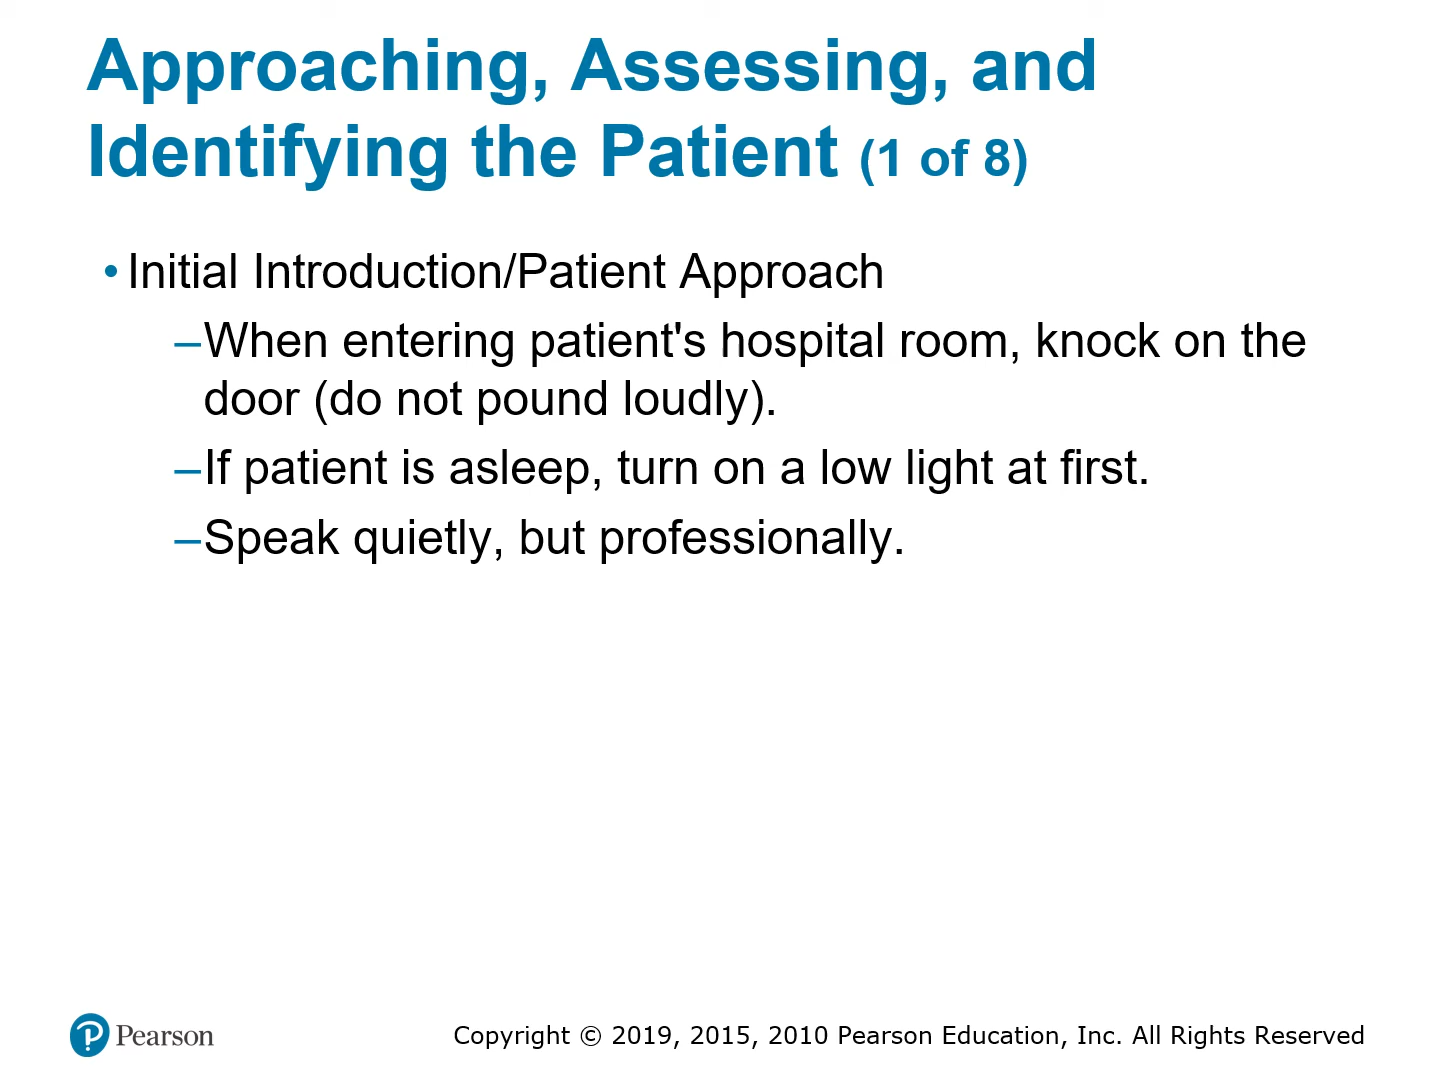 Approaching, Assessing, and
Identifying the Patient (1 of 8)
• Initial Introduction/Patient Approach
–When entering patient's hospital room, knock on the
door (do not pound loudly).
–If patient is asleep, turn on a low light at first.
–Speak quietly, but professionally.
Pearson
Copyright © 2019, 2015, 2010 Pearson Education, Inc. All Rights Reserved